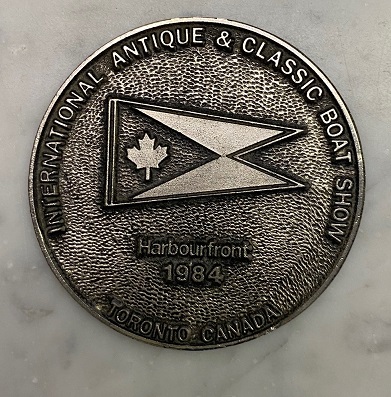 INTERNATIONAL ANTIQUE & CLASSIC BOAT SHOW
Harbourfront
1984
TORONTO CANADA